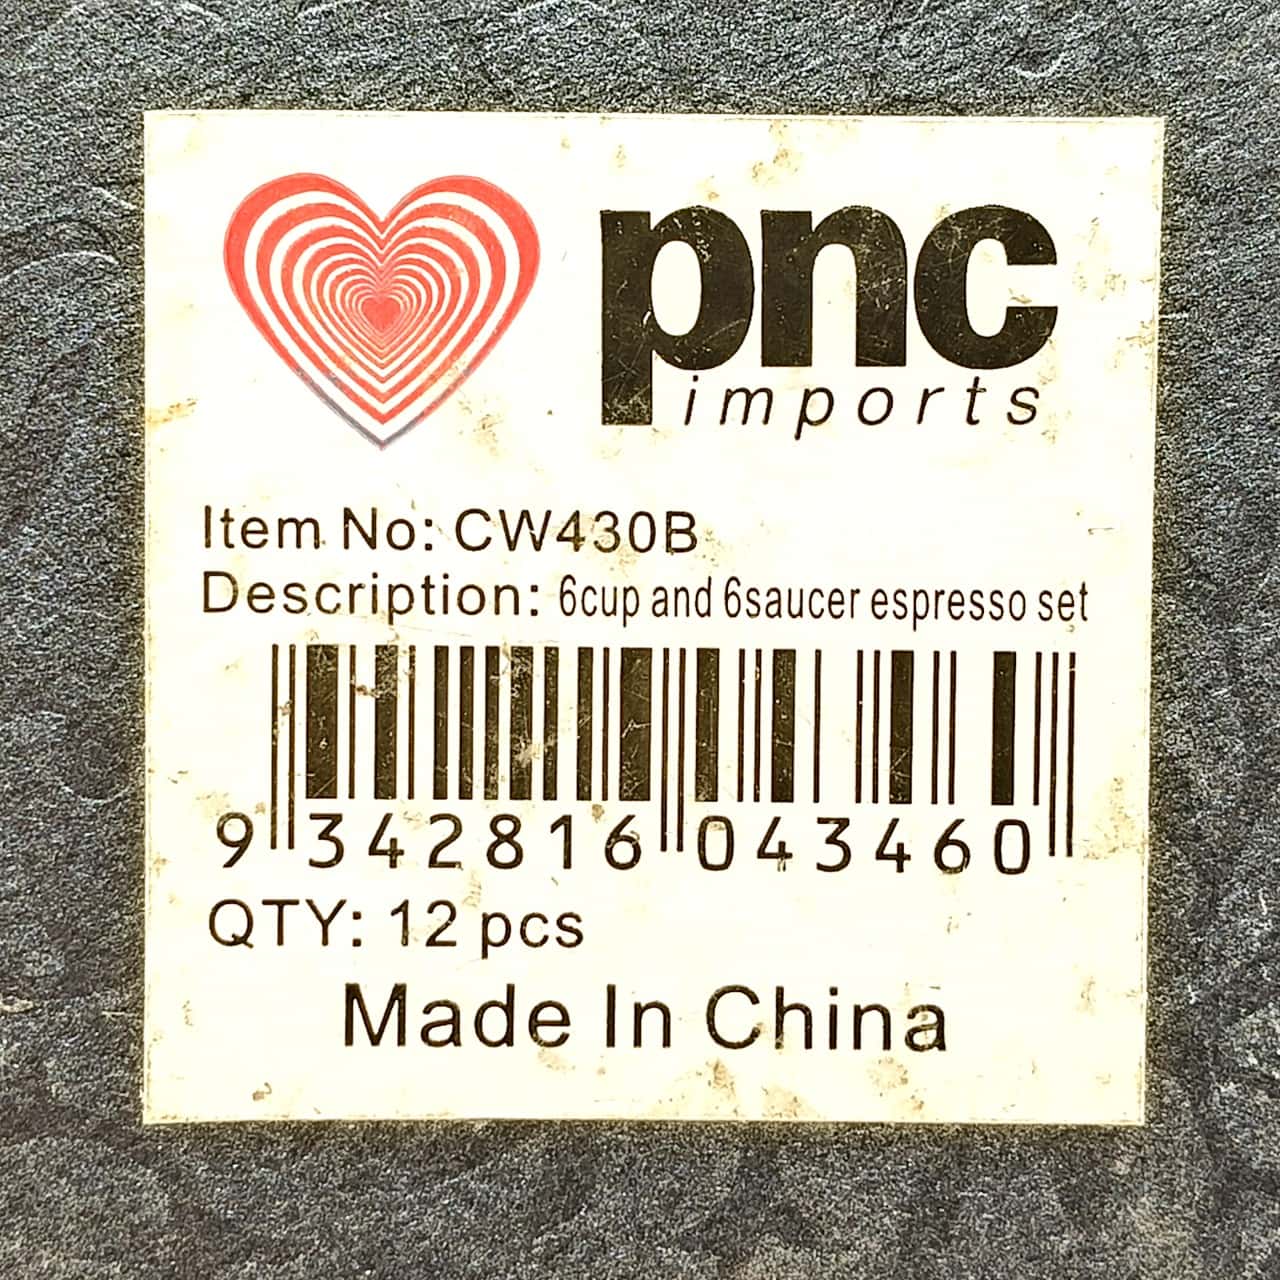 pnc
imports
Item No: CW430B
Description: 6cup and 6saucer espresso set
9 342816 043460
QTY: 12 pcs
Made In China